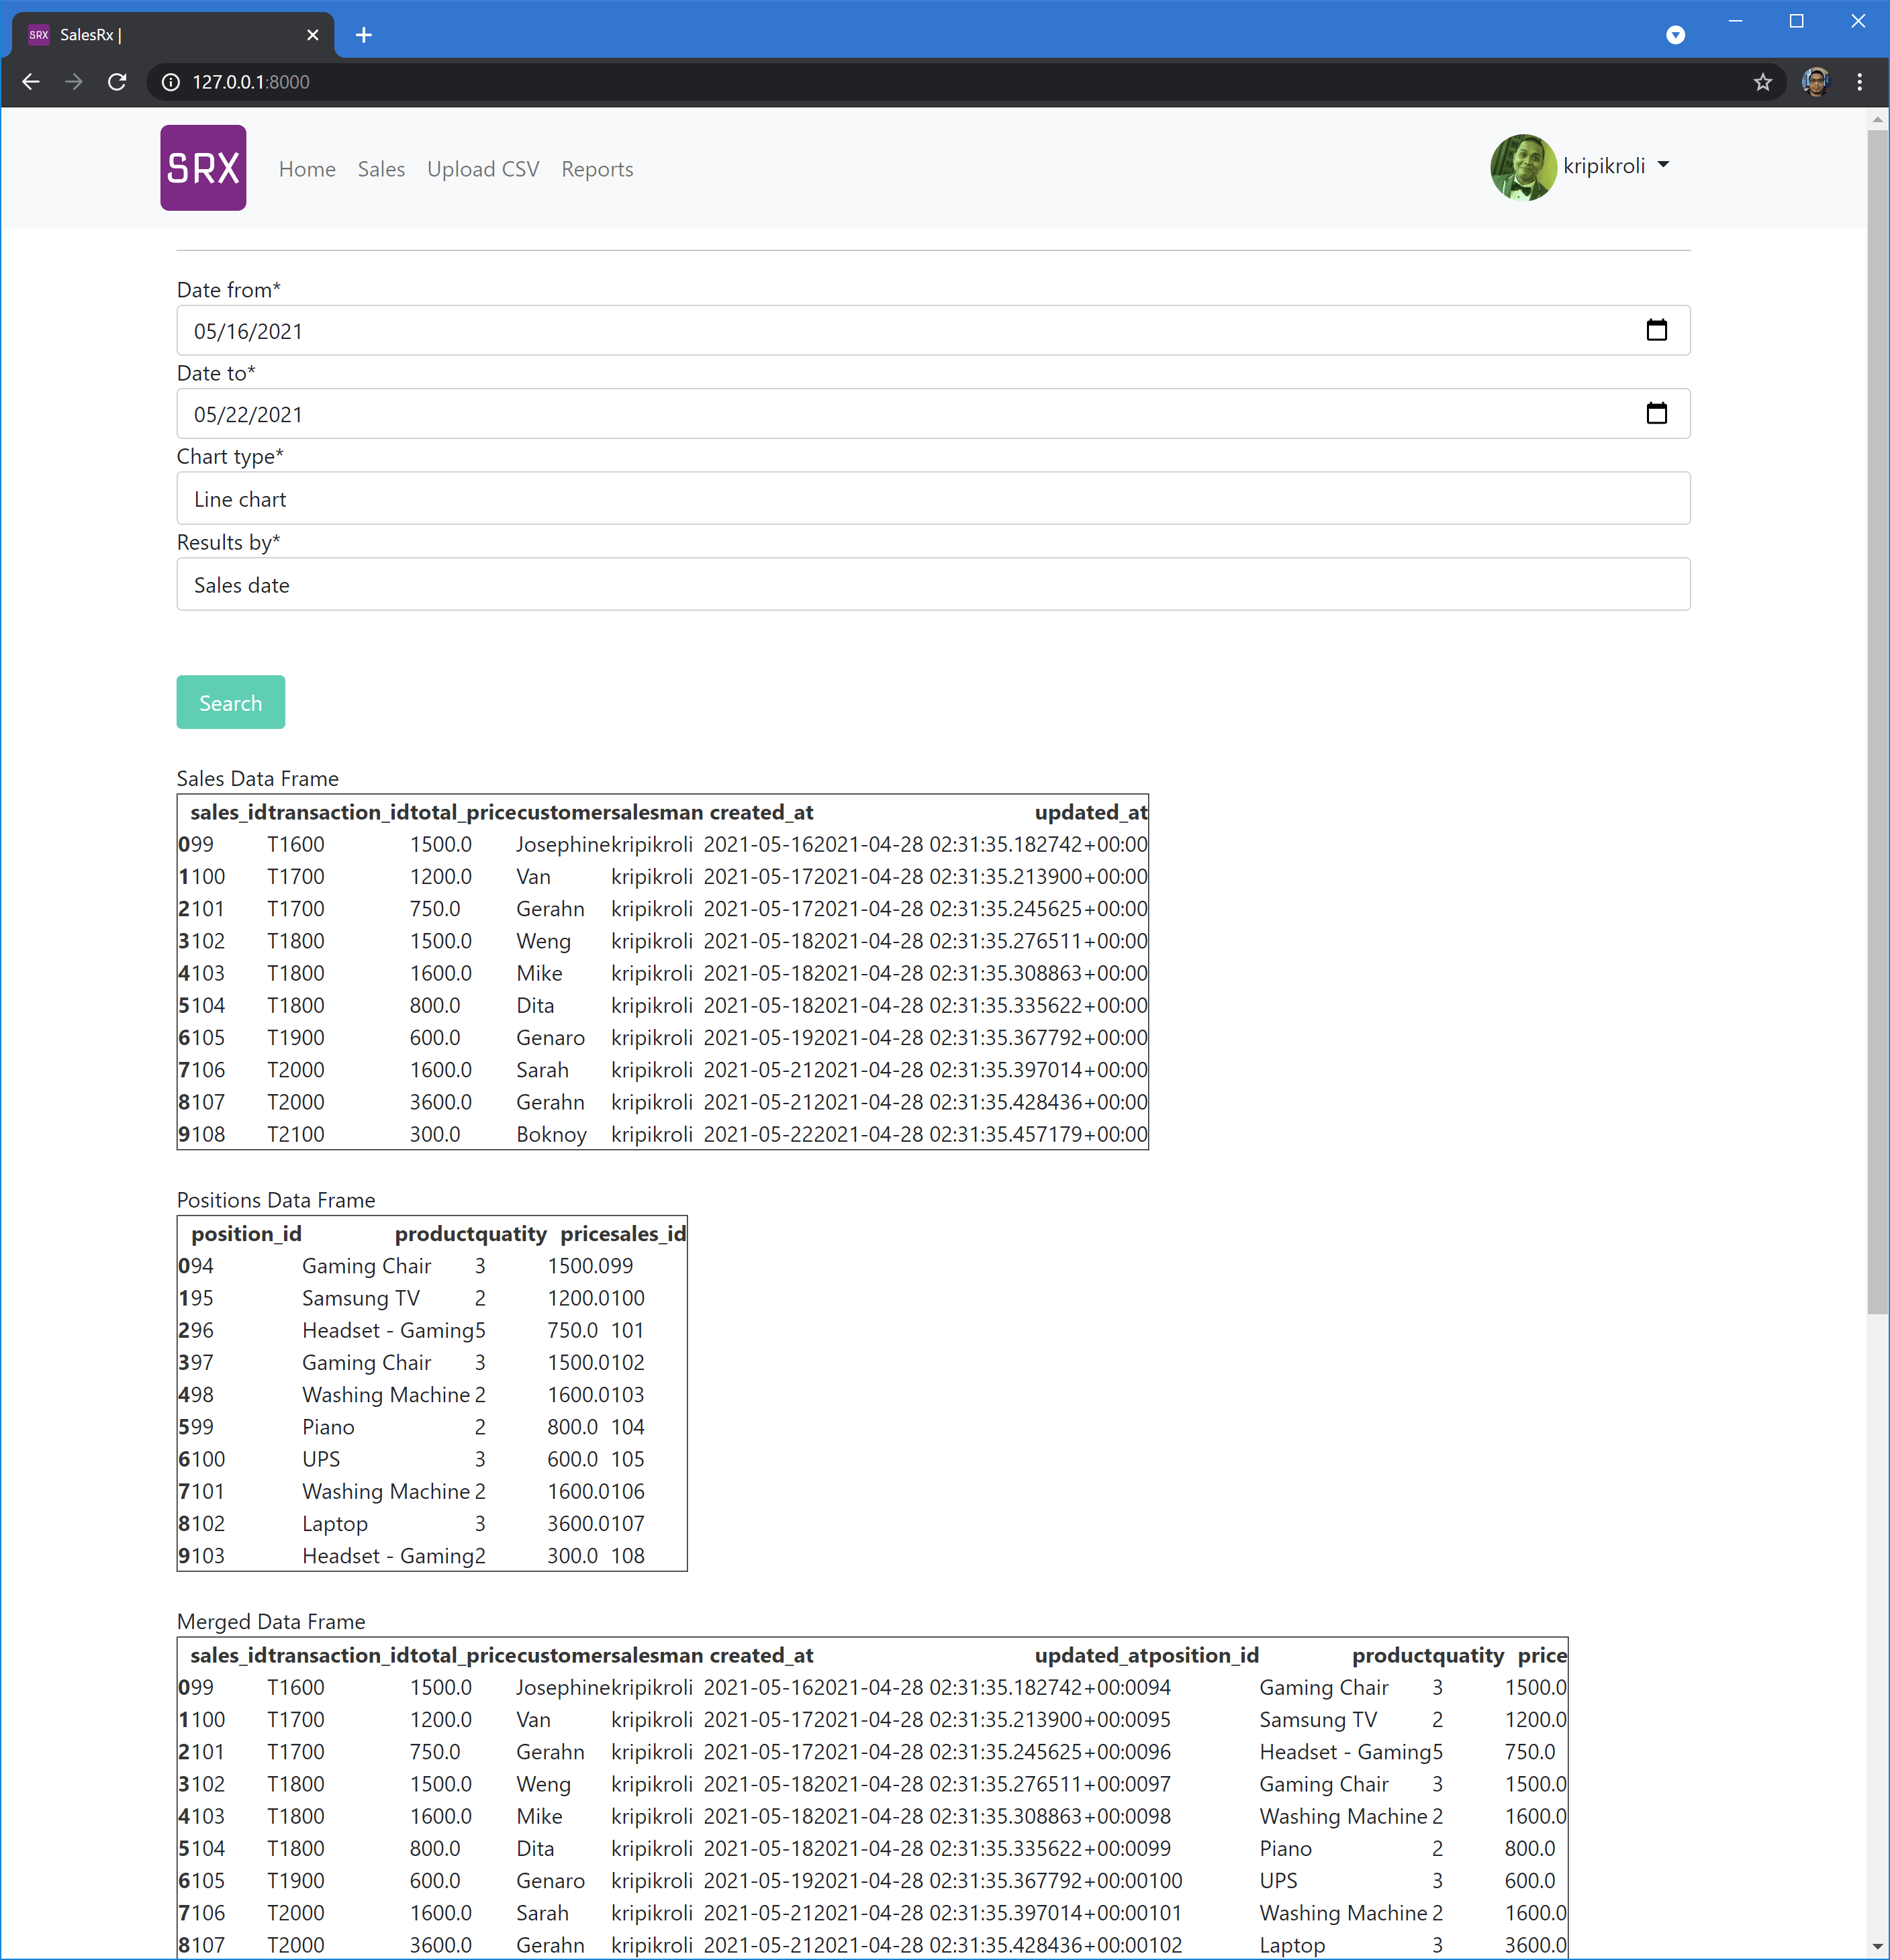 SRX SalesRx |
127.0.0.1:8000
SRX Home Sales Upload CSV Reports kripikroli
Date from*
05/16/2021
Date to*
05/22/2021
Chart type*
Line chart
Results by*
Sales date
Search
Sales Data Frame
sales_id transaction_id total_price customer salesman created_at updated_at
0 99 T1600 1500.0 Josephine kripikroli 2021-05-16 2021-04-28 02:31:35.182742+00:00
1 100 T1700 1200.0 Van kripikroli 2021-05-17 2021-04-28 02:31:35.213900+00:00
2 101 T1700 750.0 Gerahn kripikroli 2021-05-17 2021-04-28 02:31:35.245625+00:00
3 102 T1800 1500.0 Weng kripikroli 2021-05-18 2021-04-28 02:31:35.276511+00:00
4 103 T1800 1600.0 Mike kripikroli 2021-05-18 2021-04-28 02:31:35.308863+00:00
5 104 T1800 800.0 Dita kripikroli 2021-05-18 2021-04-28 02:31:35.335622+00:00
6 105 T1900 600.0 Genaro kripikroli 2021-05-19 2021-04-28 02:31:35.367792+00:00
7 106 T2000 1600.0 Sarah kripikroli 2021-05-21 2021-04-28 02:31:35.397014+00:00
8 107 T2000 3600.0 Gerahn kripikroli 2021-05-21 2021-04-28 02:31:35.428436+00:00
9 108 T2100 300.0 Boknoy kripikroli 2021-05-22 2021-04-28 02:31:35.457179+00:00
Positions Data Frame
position_id product quatity price sales_id
0 94 Gaming Chair 3 1500.0 99
1 95 Samsung TV 2 1200.0 100
2 96 Headset - Gaming 5 750.0 101
3 97 Gaming Chair 3 1500.0 102
4 98 Washing Machine 2 1600.0 103
5 99 Piano 2 800.0 104
6 100 UPS 3 600.0 105
7 101 Washing Machine 2 1600.0 106
8 102 Laptop 3 3600.0 107
9 103 Headset - Gaming 2 300.0 108
Merged Data Frame
sales_id transaction_id total_price customer salesman created_at updated_at position_id product quatity price
0 99 T1600 1500.0 Josephine kripikroli 2021-05-16 2021-04-28 02:31:35.182742+00:00 94 Gaming Chair 3 1500.0
1 100 T1700 1200.0 Van kripikroli 2021-05-17 2021-04-28 02:31:35.213900+00:00 95 Samsung TV 2 1200.0
2 101 T1700 750.0 Gerahn kripikroli 2021-05-17 2021-04-28 02:31:35.245625+00:00 96 Headset - Gaming 5 750.0
3 102 T1800 1500.0 Weng kripikroli 2021-05-18 2021-04-28 02:31:35.276511+00:00 97 Gaming Chair 3 1500.0
4 103 T1800 1600.0 Mike kripikroli 2021-05-18 2021-04-28 02:31:35.308863+00:00 98 Washing Machine 2 1600.0
5 104 T1800 800.0 Dita kripikroli 2021-05-18 2021-04-28 02:31:35.335622+00:00 99 Piano 2 800.0
6 105 T1900 600.0 Genaro kripikroli 2021-05-19 2021-04-28 02:31:35.367792+00:00 100 UPS 3 600.0
7 106 T2000 1600.0 Sarah kripikroli 2021-05-21 2021-04-28 02:31:35.397014+00:00 101 Washing Machine 2 1600.0
8 107 T2000 3600.0 Gerahn kripikroli 2021-05-21 2021-04-28 02:31:35.428436+00:00 102 Laptop 3 3600.0